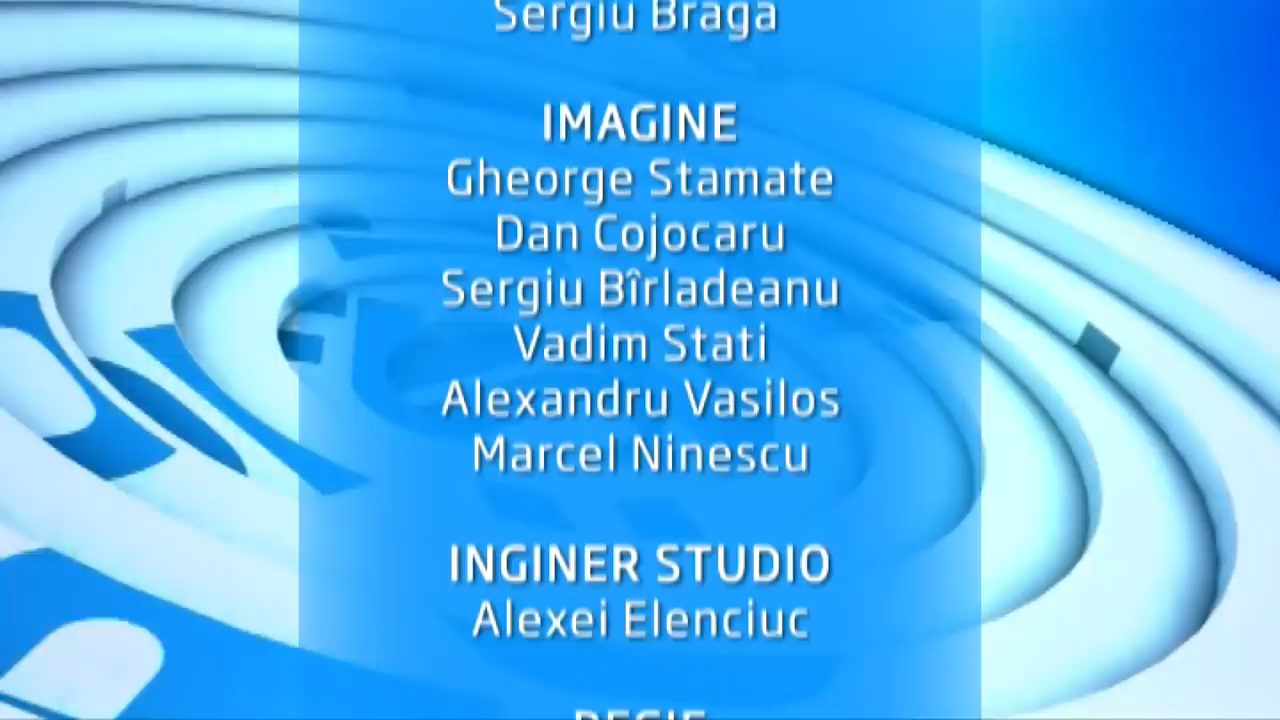 Sergiu Braga
IMAGINE
Gheorge Stamate
Dan Cojocaru
Sergiu Bîrladeanu
Vadim Stati
Alexandru Vasilos
Marcel Ninescu
INGINER STUDIO
Alexei Elenciuc
REGIE